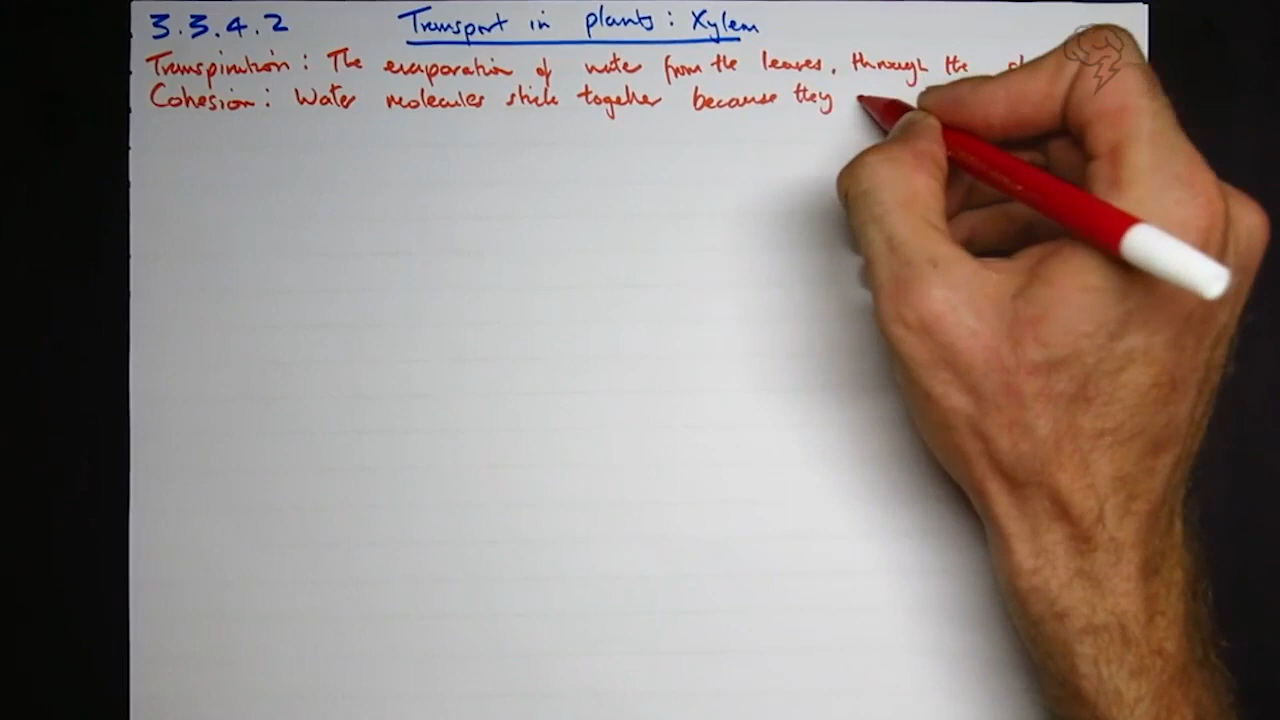 3.3.4.2 Transport in plants: Xylem
Transpiration: The evaporation of water from the leaves, through the
Cohesion: Water molecules stick together because they